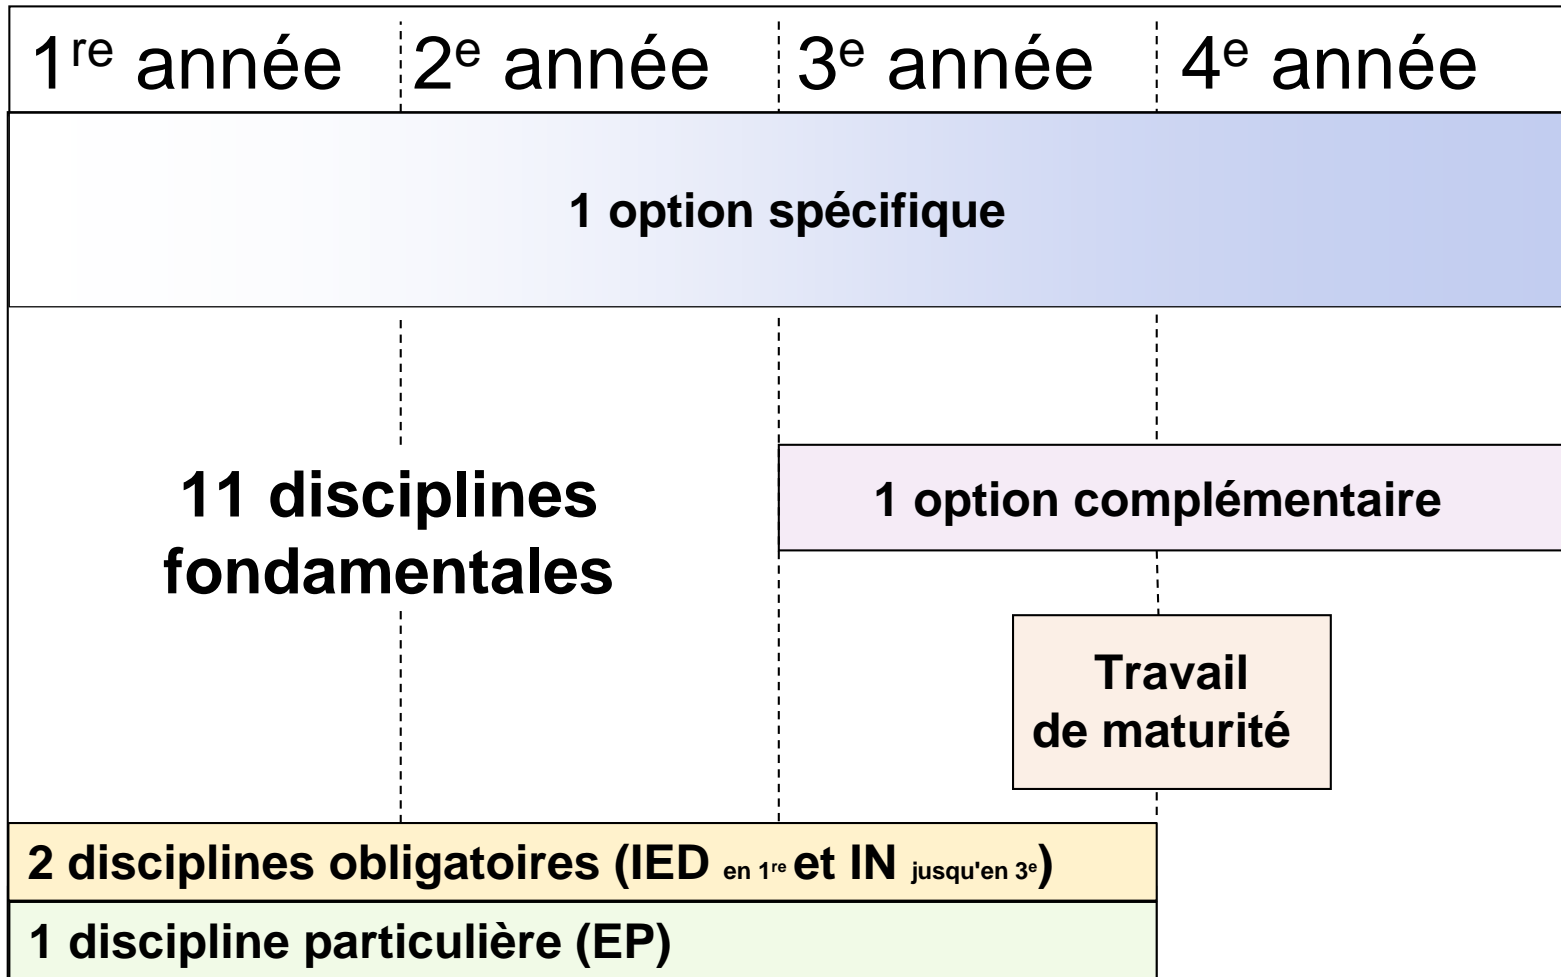 1re année 2e année 3e année 4e année
1 option spécifique
11 disciplines
fondamentales
1 option complémentaire
Travail
de maturité
2 disciplines obligatoires (IED en 1re et IN jusqu'en 3e)
1 discipline particulière (EP)